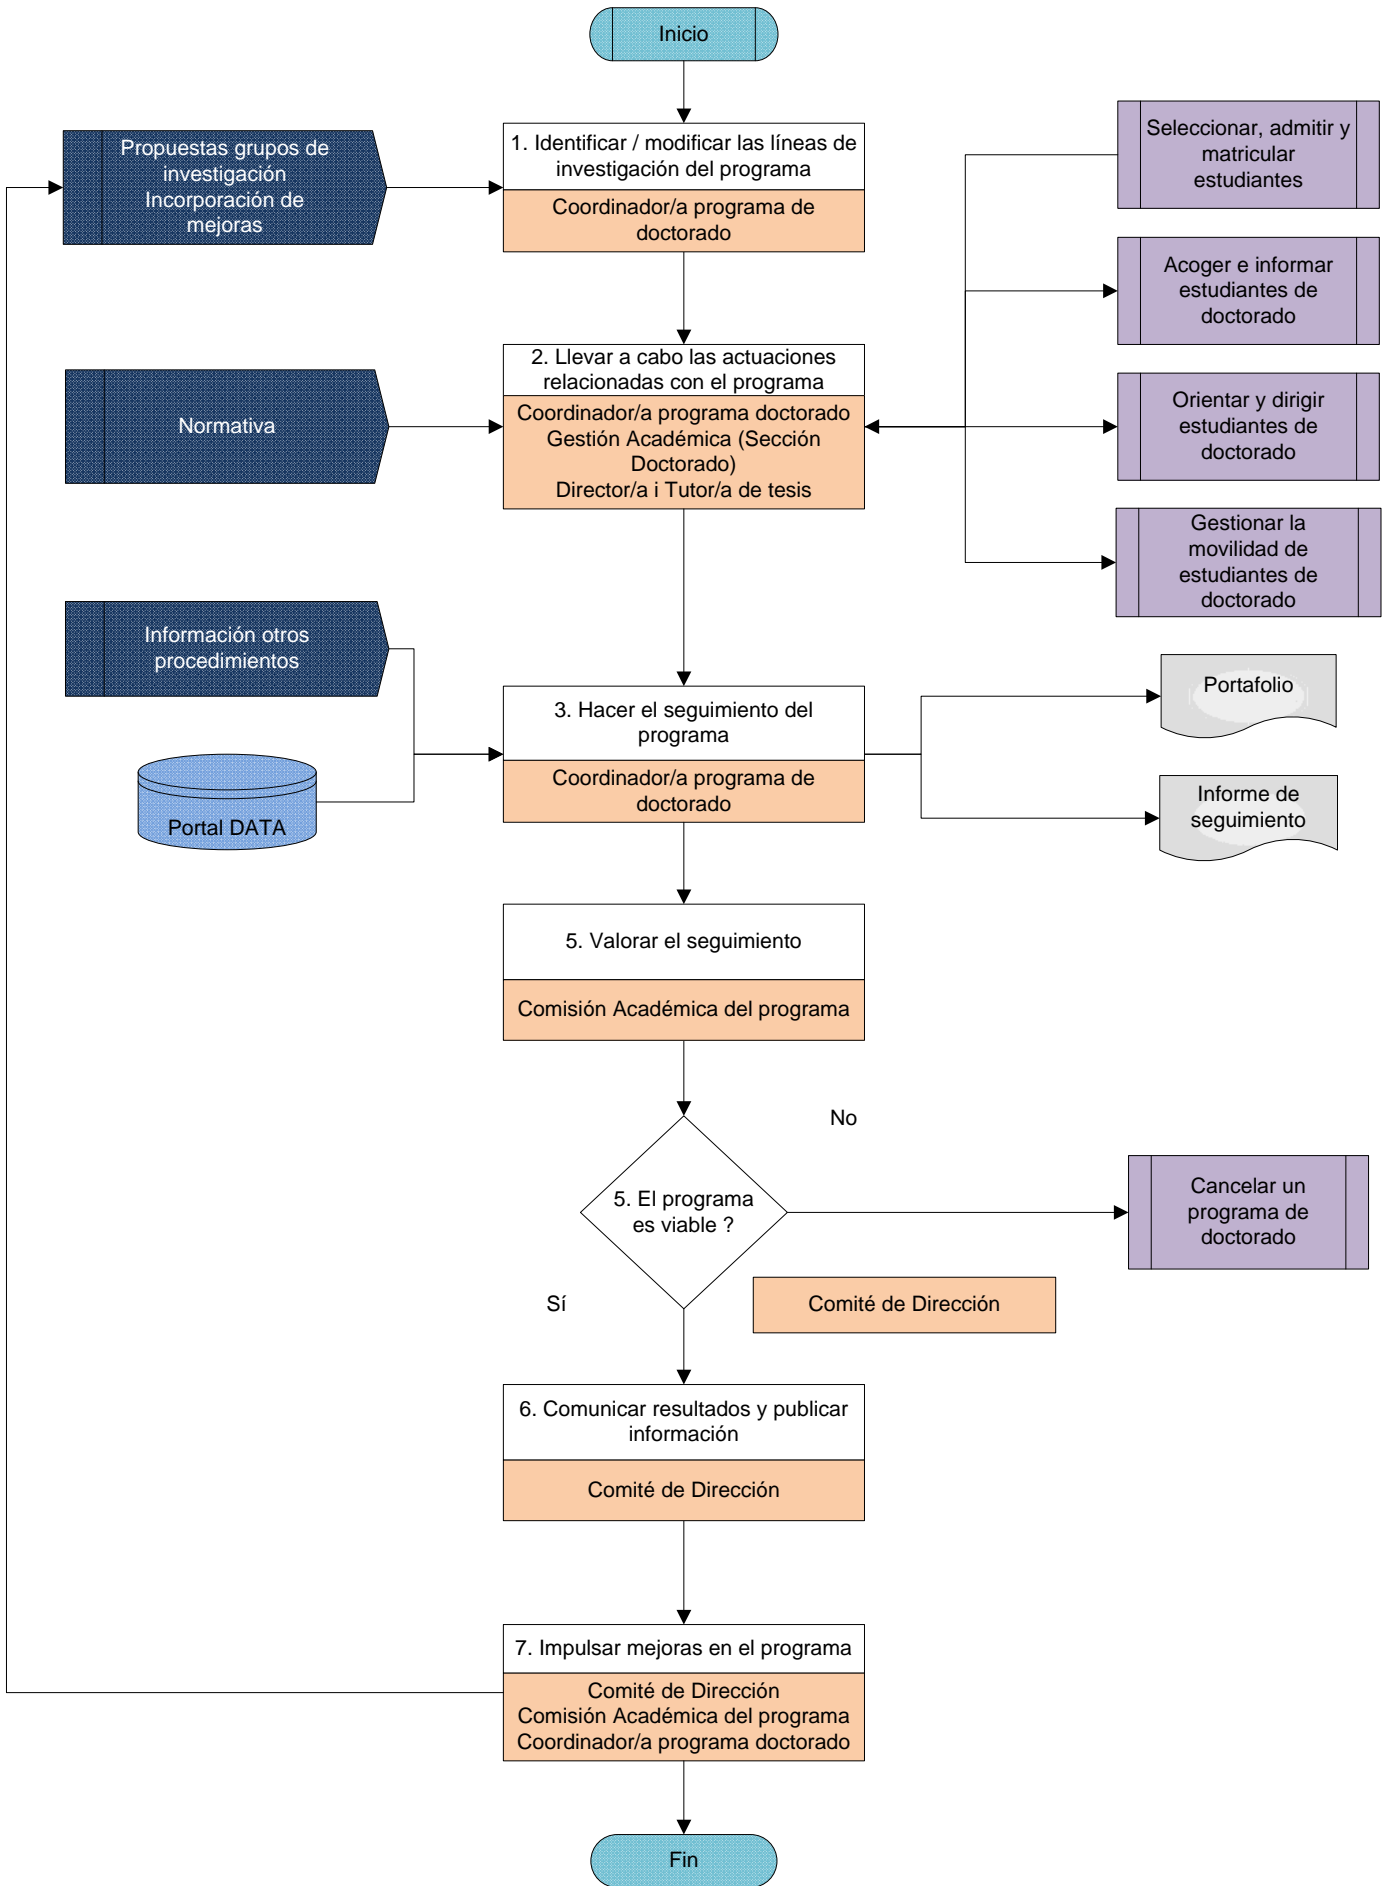 Inicio
Propuestas grupos de
investigación
Incorporación de
mejoras
1. Identificar / modificar las líneas de
investigación del programa
Coordinador/a programa de
doctorado
Seleccionar, admitir y
matricular
estudiantes
Acoger e informar
estudiantes de
doctorado
Normativa
2. Llevar a cabo las actuaciones
relacionadas con el programa
Coordinador/a programa doctorado
Gestión Académica (Sección
Doctorado)
Director/a i Tutor/a de tesis
Orientar y dirigir
estudiantes de
doctorado
Gestionar la
movilidad de
estudiantes de
doctorado
Información otros
procedimientos
Portal DATA
3. Hacer el seguimiento del
programa
Coordinador/a programa de
doctorado
Portafolio
Informe de
seguimiento
5. Valorar el seguimiento
Comisión Académica del programa
No
5. El programa
es viable ?
Cancelar un
programa de
doctorado
Sí
Comité de Dirección
6. Comunicar resultados y publicar
información
Comité de Dirección
7. Impulsar mejoras en el programa
Comité de Dirección
Comisión Académica del programa
Coordinador/a programa doctorado
Fin